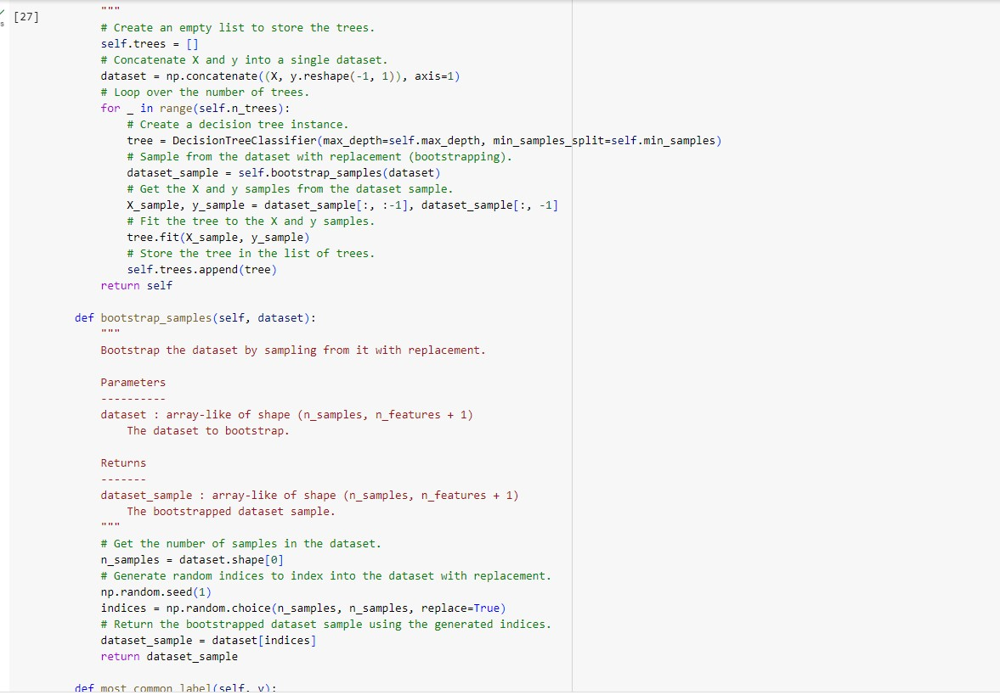 [27]
"""
# Create an empty list to store the trees.
self.trees = []
# Concatenate X and y into a single dataset.
dataset = np.concatenate((X, y.reshape(-1, 1)), axis=1)
# Loop over the number of trees.
for _ in range(self.n_trees):
# Create a decision tree instance.
tree = DecisionTreeClassifier(max_depth=self.max_depth, min_samples_split=self.min_samples)
# Sample from the dataset with replacement (bootstrapping).
dataset_sample = self.bootstrap_samples(dataset)
# Get the X and y samples from the dataset sample.
X_sample, y_sample = dataset_sample[:, :-1], dataset_sample[:, -1]
# Fit the tree to the X and y samples.
tree.fit(X_sample, y_sample)
# Store the tree in the list of trees.
self.trees.append(tree)
return self
def bootstrap_samples(self, dataset):
"""
Bootstrap the dataset by sampling from it with replacement.
Parameters
----------
dataset : array-like of shape (n_samples, n_features + 1)
The dataset to bootstrap.
Returns
-------
dataset_sample : array-like of shape (n_samples, n_features + 1)
The bootstrapped dataset sample.
"""
# Get the number of samples in the dataset.
n_samples = dataset.shape[0]
# Generate random indices to index into the dataset with replacement.
np.random.seed(1)
indices = np.random.choice(n_samples, n_samples, replace=True)
# Return the bootstrapped dataset sample using the generated indices.
dataset_sample = dataset[indices]
return dataset_sample
def most_common_label(self, y):